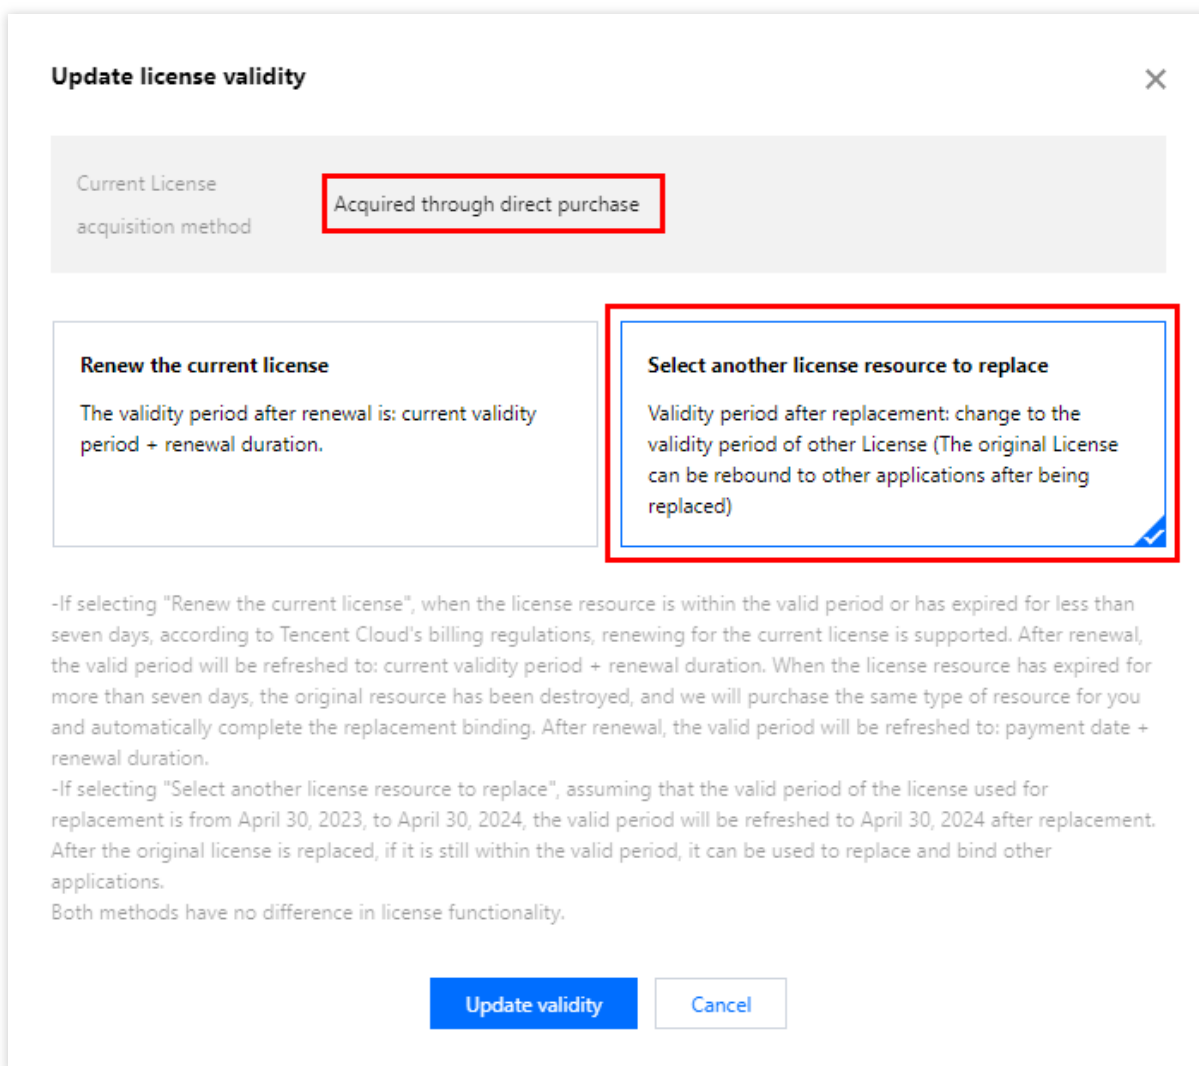 Update license validity
Current License
acquisition method
Acquired through direct purchase
Renew the current license
The validity period after renewal is: current validity
period + renewal duration.
Select another license resource to replace
Validity period after replacement: change to the
validity period of other License (The original License
can be rebound to other applications after being
replaced)
-If selecting "Renew the current license", when the license resource is within the valid period or has expired for less than
seven days, according to Tencent Cloud's billing regulations, renewing for the current license is supported. After renewal,
the valid period will be refreshed to: current validity period + renewal duration. When the license resource has expired for
more than seven days, the original resource has been destroyed, and we will purchase the same type of resource for you
and automatically complete the replacement binding. After renewal, the valid period will be refreshed to: payment date +
renewal duration.
-If selecting "Select another license resource to replace", assuming that the valid period of the license used for
replacement is from April 30, 2023, to April 30, 2024, the valid period will be refreshed to April 30, 2024 after replacement.
After the original license is replaced, if it is still within the valid period, it can be used to replace and bind other
applications.
Both methods have no difference in license functionality.
Update validity
Cancel